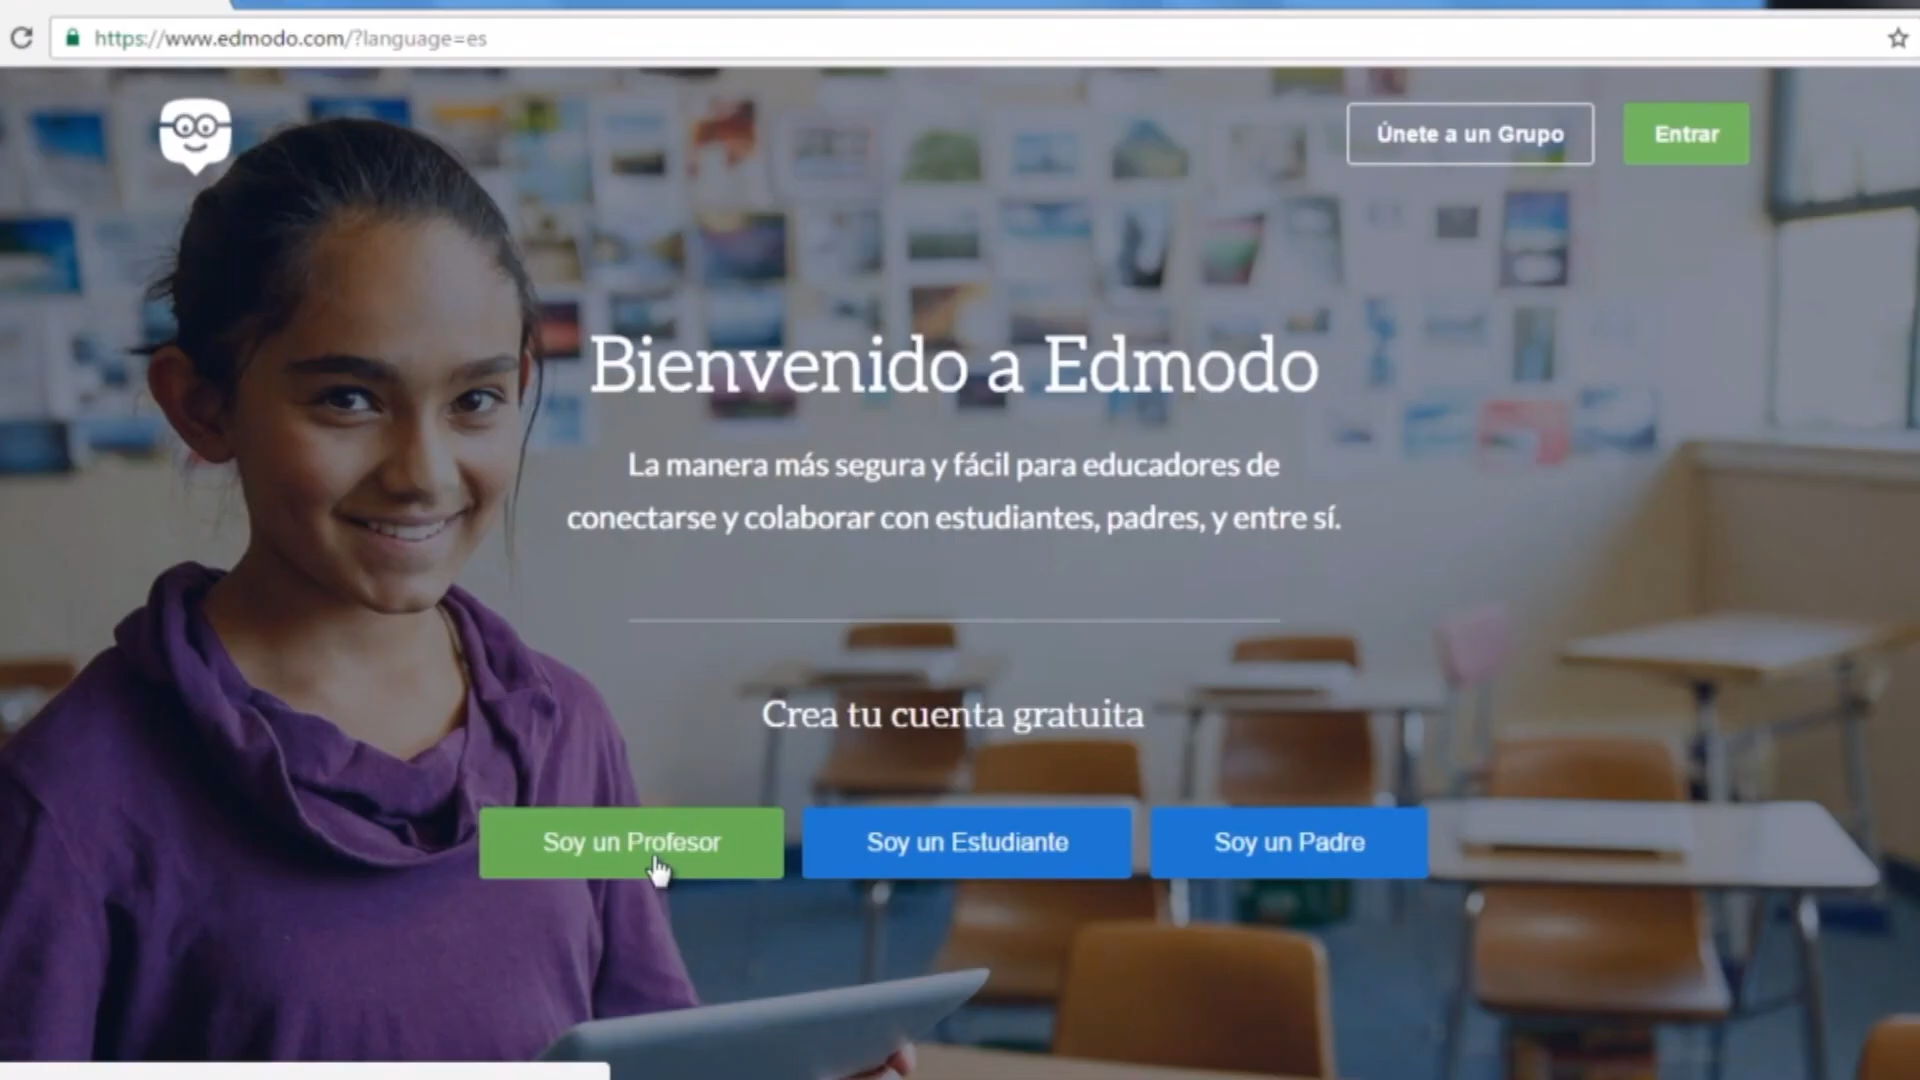 https://www.edmodo.com/?language=es
Únete a un Grupo
Entrar
Bienvenido a Edmodo
La manera más segura y fácil para educadores de
conectarse y colaborar con estudiantes, padres, y entre sí.
Crea tu cuenta gratuita
Soy un Profesor
Soy un Estudiante
Soy un Padre